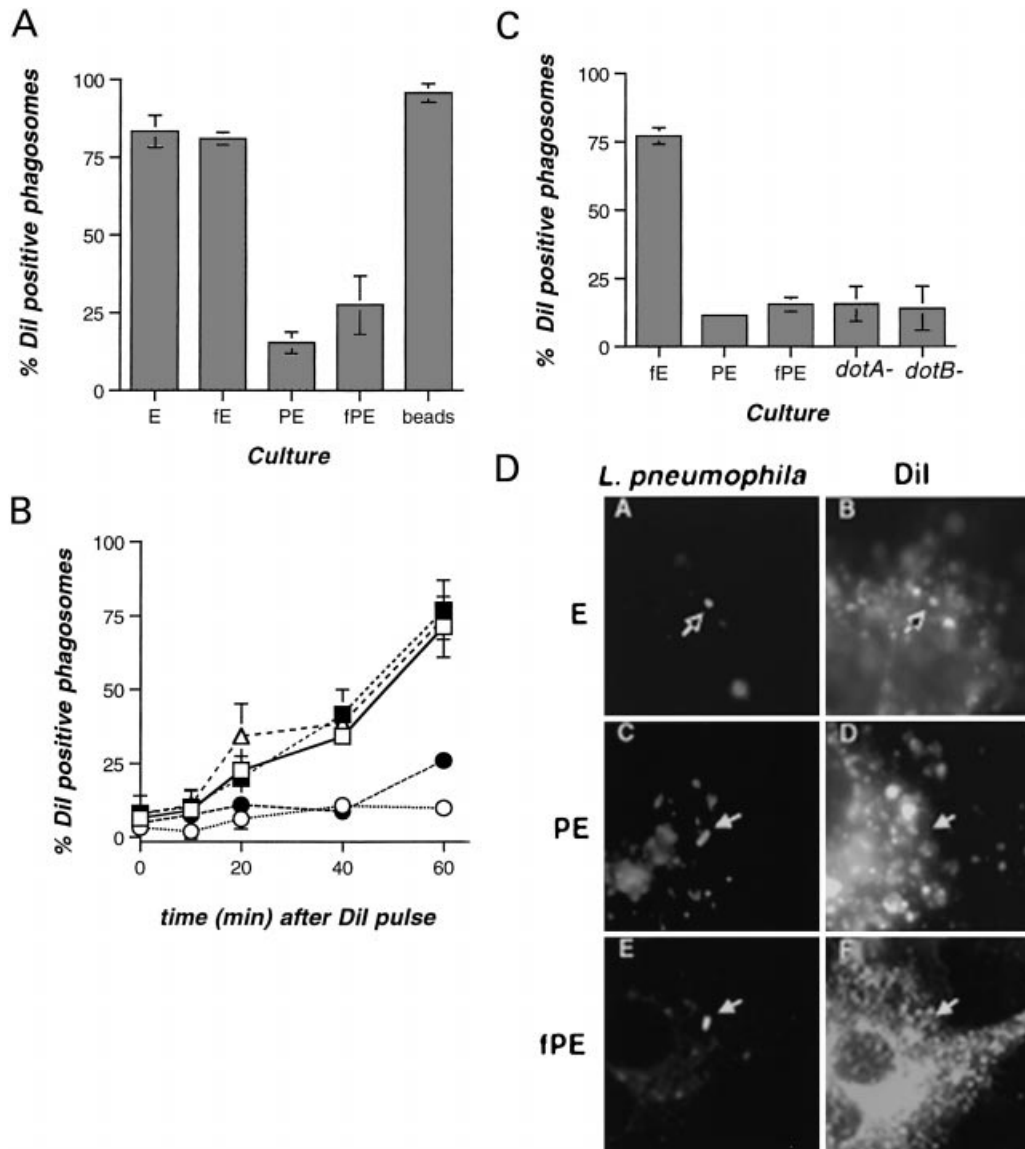 A
% DiI positive phagosomes
100
75
50
25
0
E fE PE fPE beads
Culture
B
% DiI positive phagosomes
100
75
50
25
0
0 20 40 60
time (min) after DiI pulse
C
% DiI positive phagosomes
100
75
50
25
0
fE PE fPE dotA- dotB-
Culture
D
L. pneumophila DiI
E
A B
PE
C D
fPE
E F